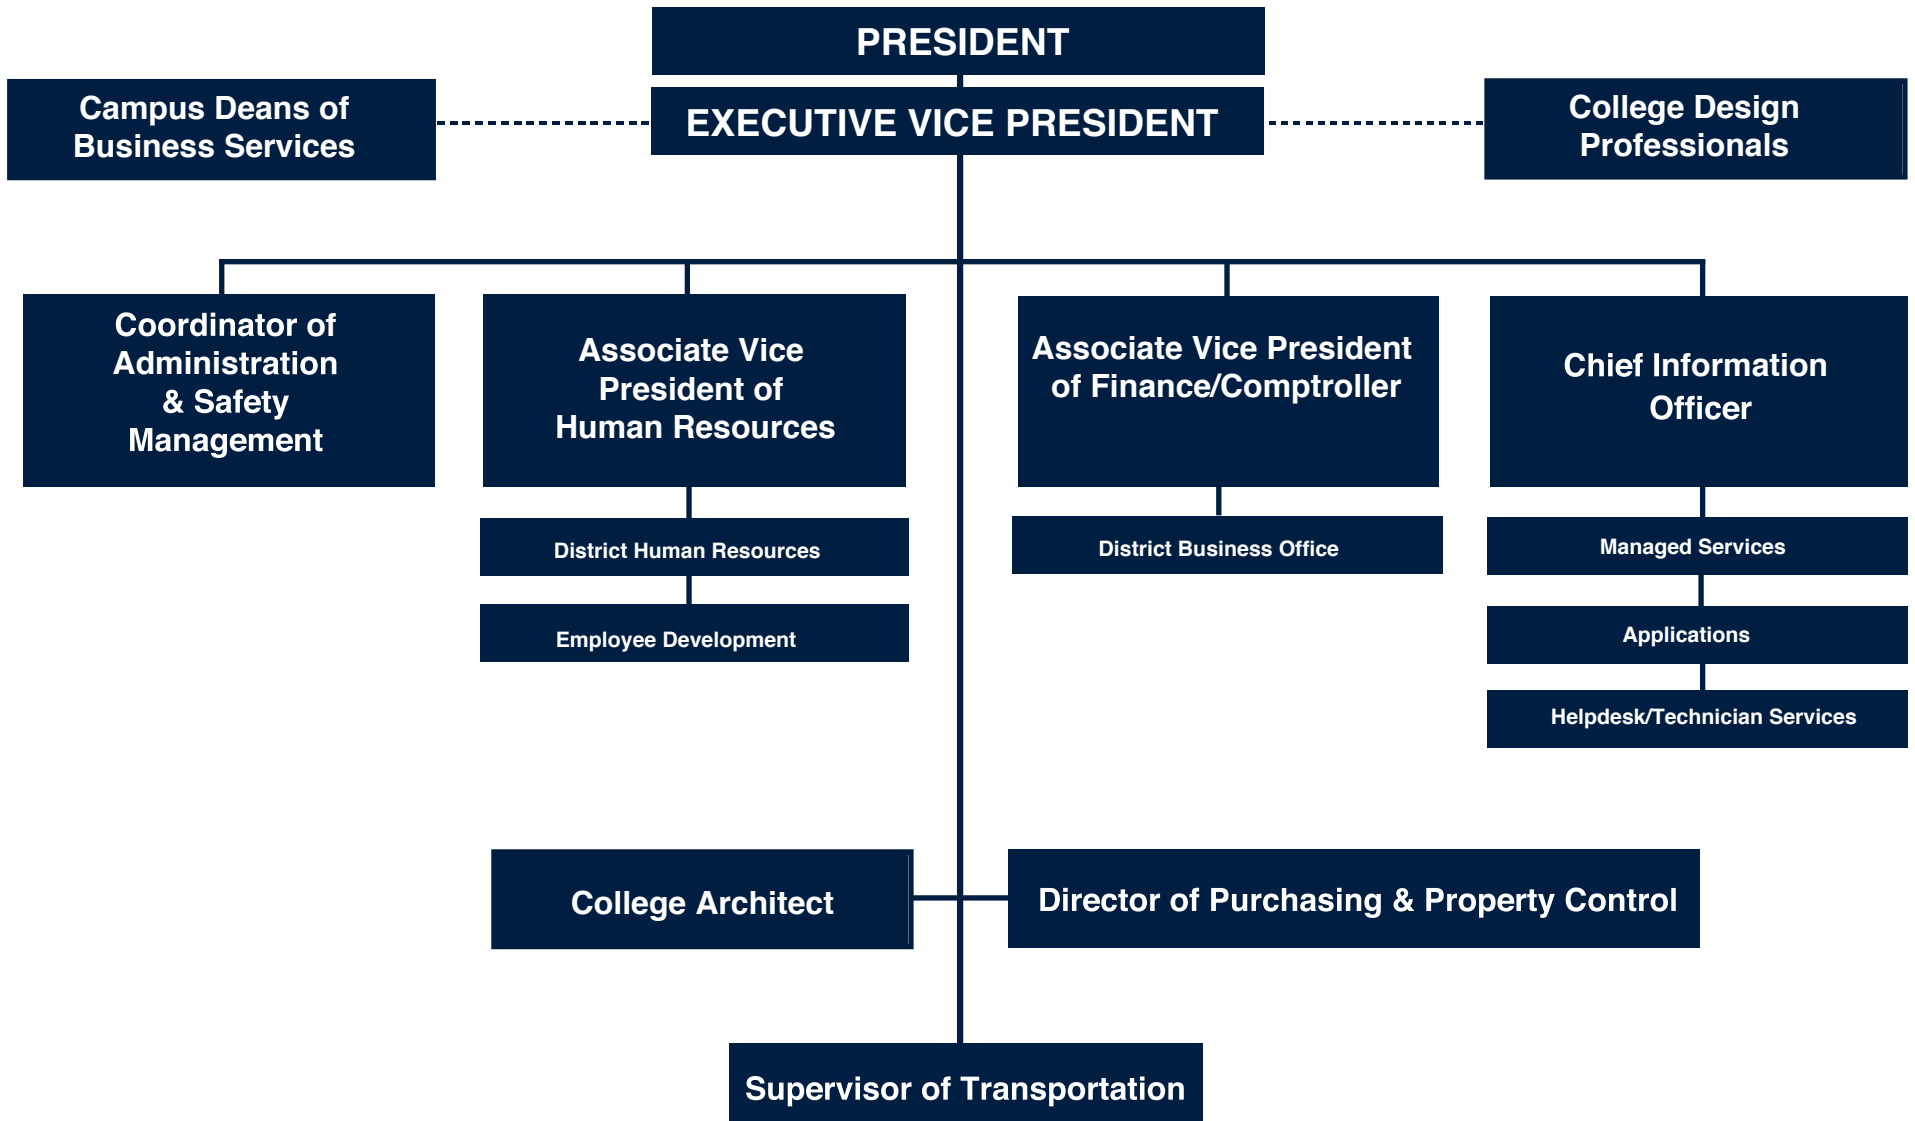 PRESIDENT
Campus Deans of
Business Services
EXECUTIVE VICE PRESIDENT
College Design
Professionals
Coordinator of
Administration
& Safety
Management
Associate Vice
President of
Human Resources
Associate Vice President
of Finance/Comptroller
Chief Information
Officer
District Human Resources
District Business Office
Managed Services
Employee Development
Applications
Helpdesk/Technician Services
College Architect
Director of Purchasing & Property Control
Supervisor of Transportation